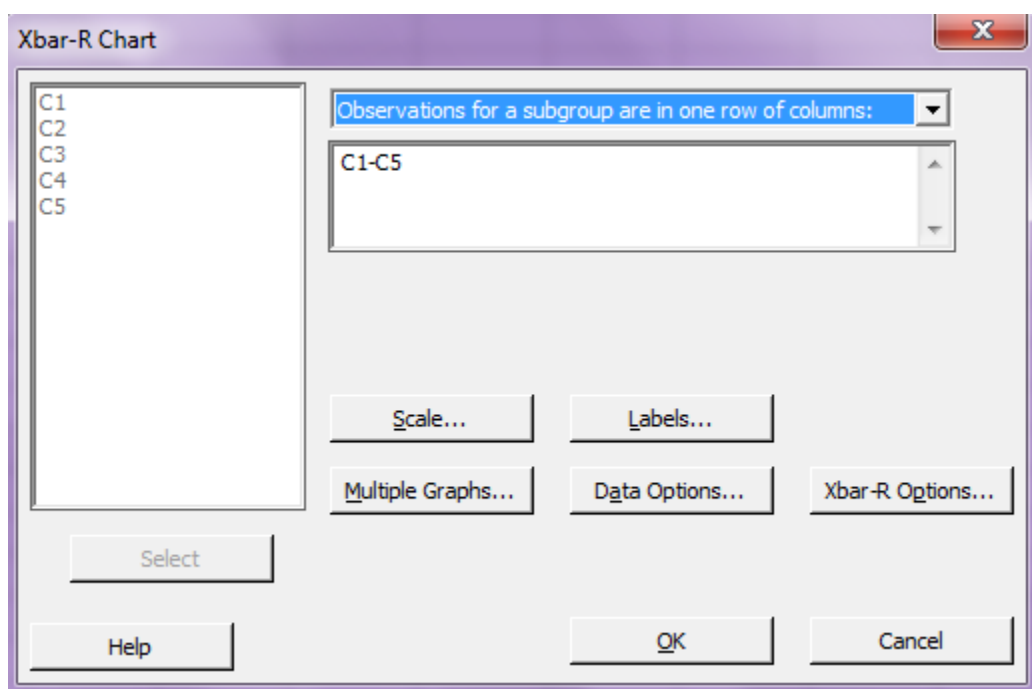 Xbar-R Chart
C1
C2
C3
C4
C5
Observations for a subgroup are in one row of columns:
C1-C5
Scale...
Labels...
Multiple Graphs...
Data Options...
Xbar-R Options...
Select
Help
OK
Cancel